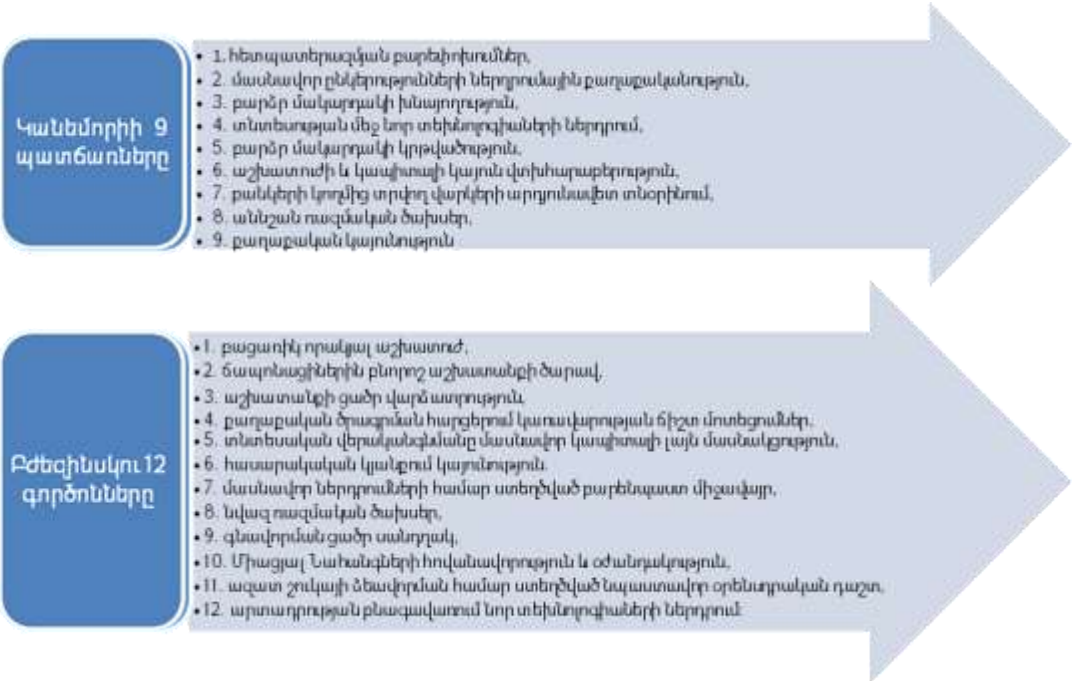 Կանեմորիի 9
պատճառները
• 1. հետպատերազմյան բարեփոխումներ,
• 2. մասնավոր ընկերությունների ներդրումային քաղաքականություն,
• 3. բարձր մակարդակի խնայողություն,
• 4. տնտեսության մեջ նոր տեխնոլոգիաների ներդրում,
• 5. բարձր մակարդակի կրթվածություն,
• 6. աշխատուժի և կապիտալի կայուն փոխհարաբերություն,
• 7. բանկերի կողմից տրվող վարկերի արդյունավետ տնօրինում,
• 8. աննշան ռազմական ծախսեր,
• 9. քաղաքական կայունություն
Բժեզինսկու 12
գործոնները
• 1. բացառիկ որակյալ աշխատուժ,
• 2. ճապոնացիներին բնորոշ աշխատանքի ծարավ,
• 3. աշխատանքի ցածր վարձատրություն,
• 4. քաղաքական ծրագրման հարցերում կառավարության ճիշտ մոտեցումներ,
• 5. տնտեսական վերականգնմանը մասնավոր կապիտալի լայն մասնակցություն,
• 6. հասարակական կյանքում կայունություն.
• 7. մասնավոր ներդրումների համար ստեղծված բարենպաստ միջավայր,
• 8. նվազ ռազմական ծախսեր,
• 9. գնավորման ցածր սանդղակ,
• 10. Միացյալ Նահանգների հովանավորություն և օժանդակություն,
• 11. ազատ շուկայի ձևավորման համար ստեղծված նպաստավոր օրենսդրական դաշտ,
• 12. արտադրության բնագավառում նոր տեխնոլոգիաների ներդրում: